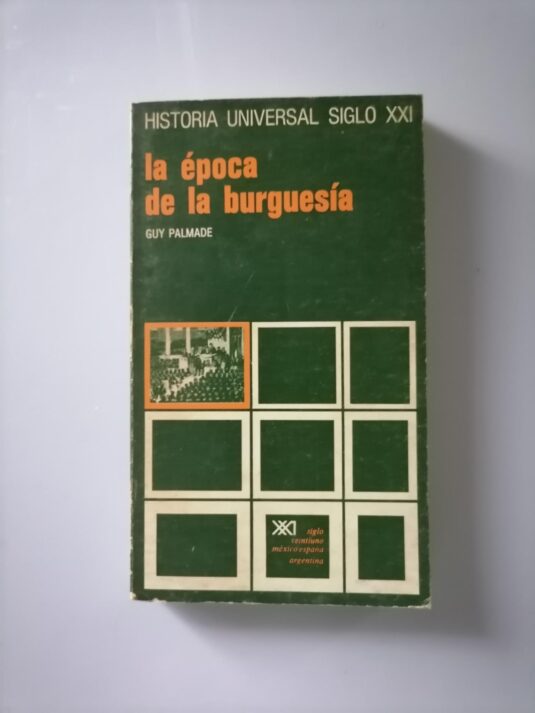 HISTORIA UNIVERSAL SIGLO XXI
la época
de la burguesía
GUY PALMADE
XXI siglo
veintiuno
méxico/españa
argentina